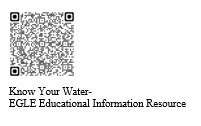 Know Your Water-
EGLE Educational Information Resource